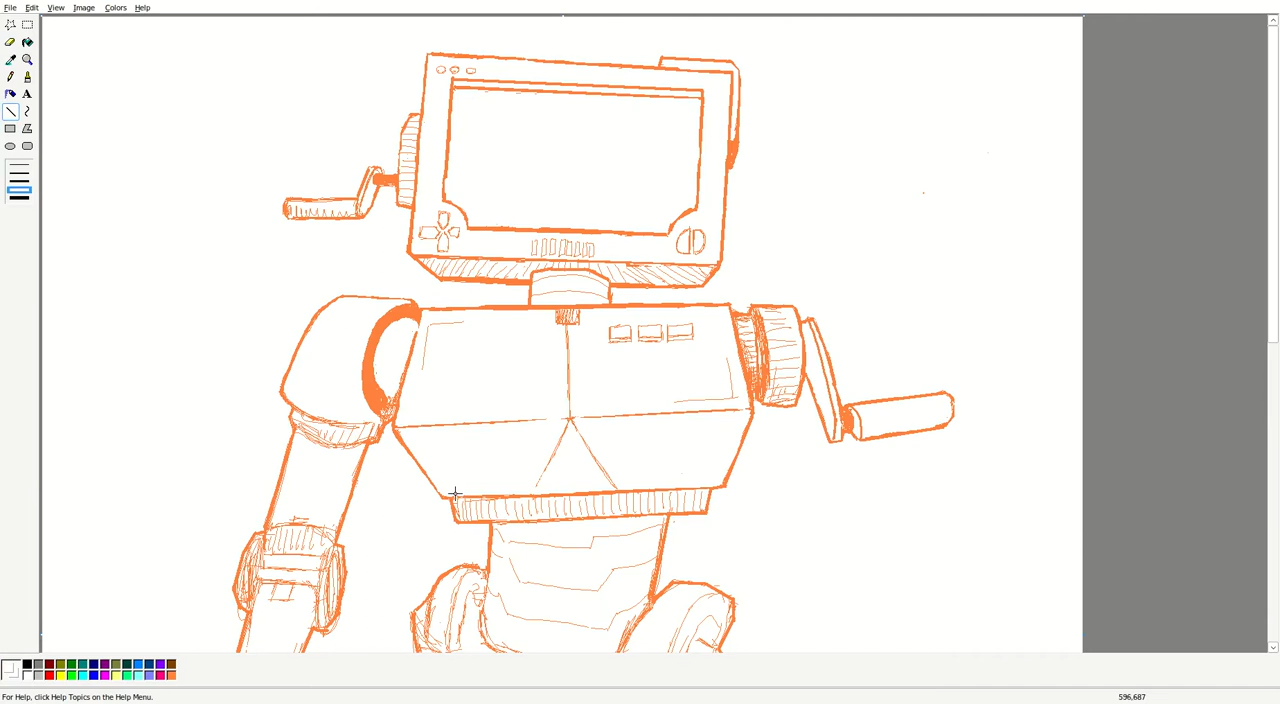 File Edit View Image Colors Help
A
For Help, click Help Topics on the Help Menu. 596,687